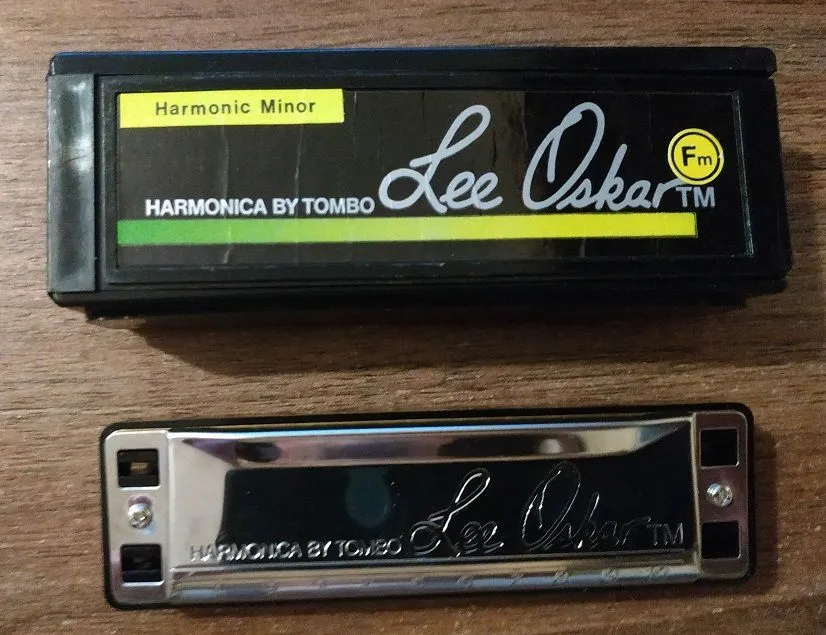 Harmonic Minor
Lee Oskar TM
Fm
HARMONICA BY TOMBO
Lee Oskar TM
HARMONICA BY TOMBO